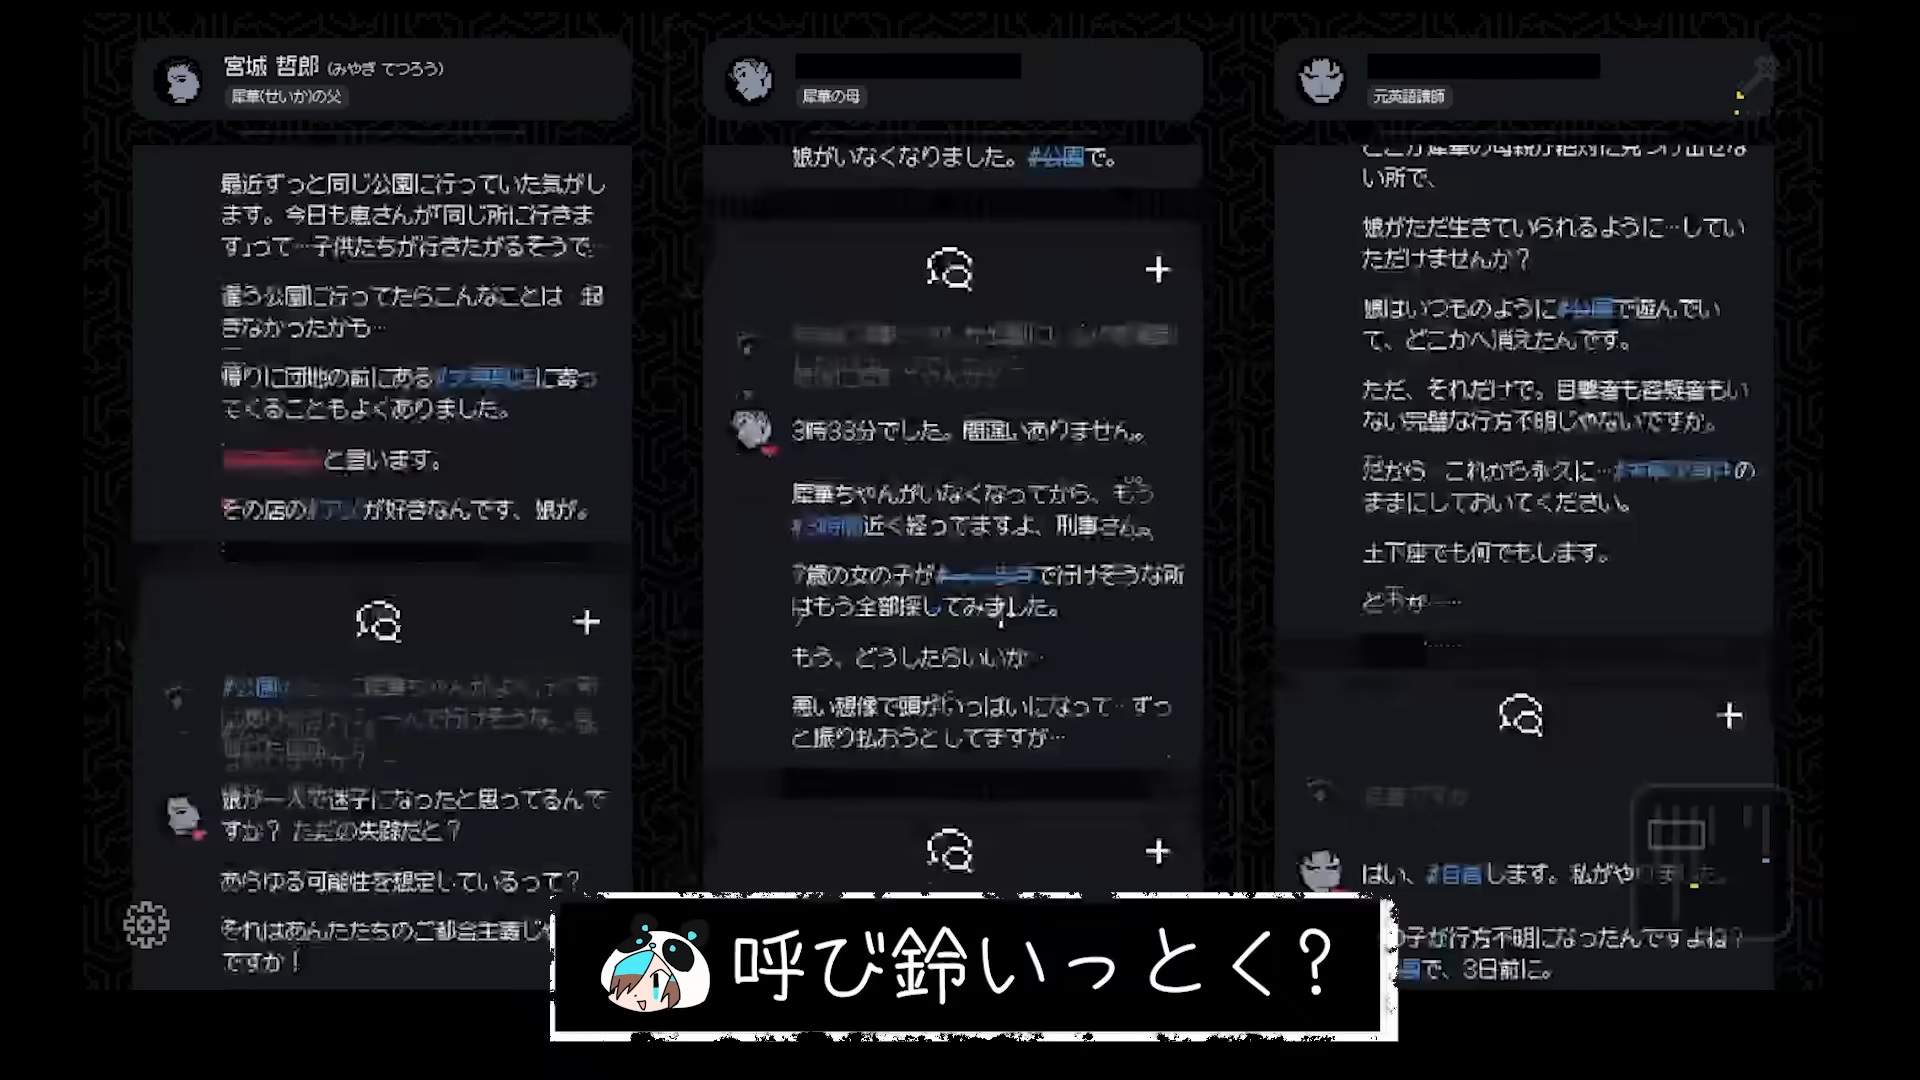 宮城 哲郎 (みやぎ てつろう)
犀華(せいか)の父
最近ずっと同じ公園に行っていた気がし
ます。今日も恵さんが「同じ所に行きま
す」って…子供たちが行きたがるそうで…
違う公園に行ってたらこんなことは 起
きなかったかも…
帰りに団地の前にある
に寄っ
てくることもよくありました。
と言います。
その店の
が好きなんです、娘が。
#公園
娘が一人で迷子になったと思ってるんで
すか? ただの失踪だと?
あらゆる可能性を想定しているって?
それはあんたたちのご都合主義じゃ
ですか!
犀華の母
娘がいなくなりました。#公園で。
3時33分でした。間違いありません。
犀華ちゃんがいなくなってから、もう
#3時間近く経ってますよ、刑事さん。
7歳の女の子が
で行けそうな所
はもう全部探してみました。
もう、どうしたらいいか…
悪い想像で頭がいっぱいになって…ずっ
と振り払おうとしてますが…
元英語講師
い所で、
娘がただ生きていられるように…してい
ただけませんか?
娘はいつものように#公園で遊んでい
て、どこかへ消えたんです。
ただ、それだけで。目撃者も容疑者もい
ない完璧な行方不明じゃないですか。
だから これから永久に…
の
ままにしておいてください。
土下座でも何でもします。
どうか……
はい、#自首します。私がやりました。
の子が行方不明になったんですよね?
園で、3日前に。
呼び鈴いっとく?